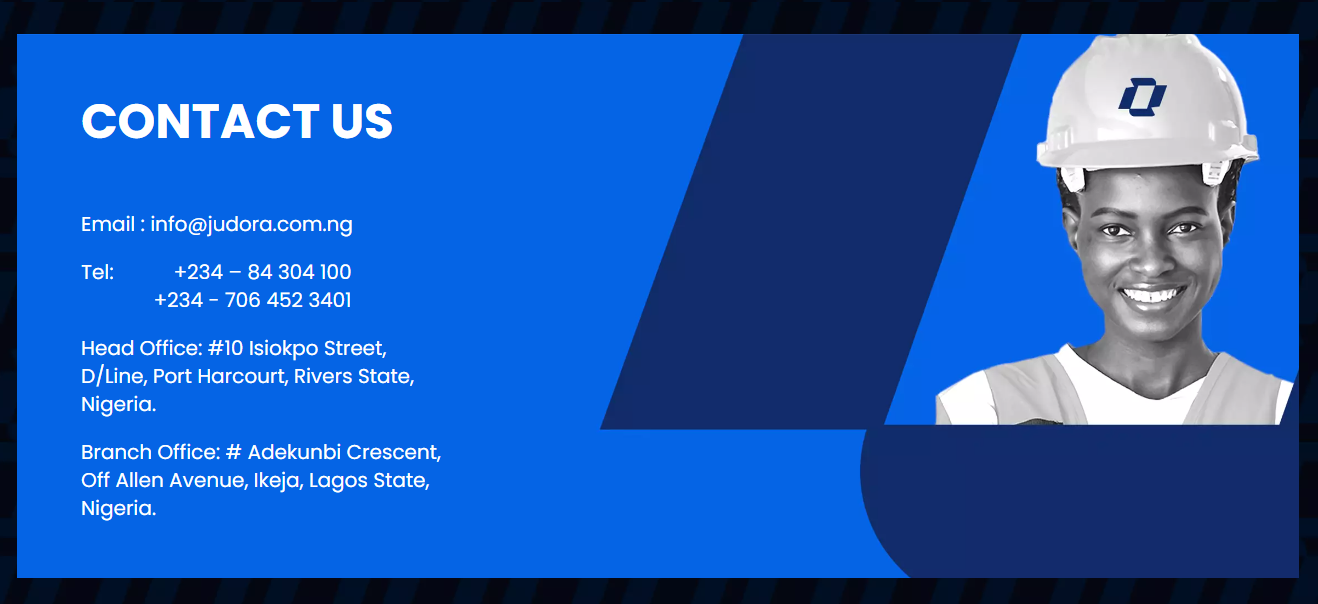 CONTACT US
Email : info@judora.com.ng
Tel: +234 – 84 304 100
+234 - 706 452 3401
Head Office: #10 Isiokpo Street,
D/Line, Port Harcourt, Rivers State,
Nigeria.
Branch Office: # Adekunbi Crescent,
Off Allen Avenue, Ikeja, Lagos State,
Nigeria.